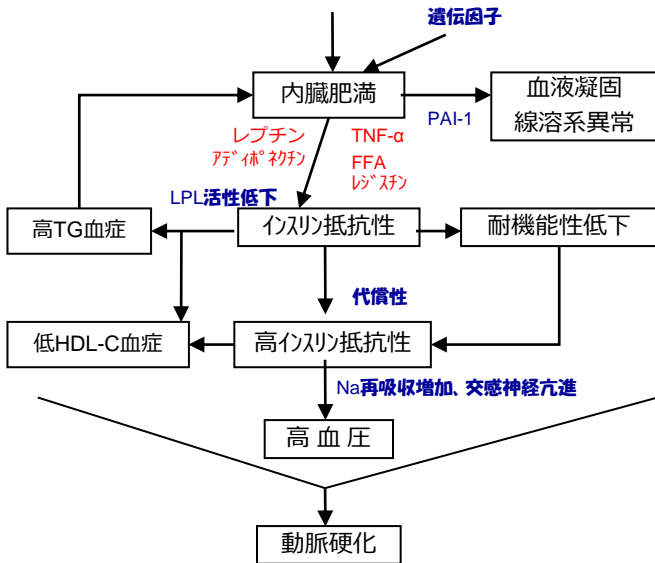 遺伝因子
内臓肥満
血液凝固
線溶系異常
PAI-1
レプチン
ｱﾃﾞｨﾎﾟﾈｸﾁﾝ
TNF-α
FFA
ﾚｼﾞｽﾁﾝ
LPL活性低下
高TG血症
ｲﾝｽﾘﾝ抵抗性
耐機能性低下
代償性
低HDL-C血症
高ｲﾝｽﾘﾝ抵抗性
Na再吸収増加、交感神経亢進
高 血 圧
動脈硬化